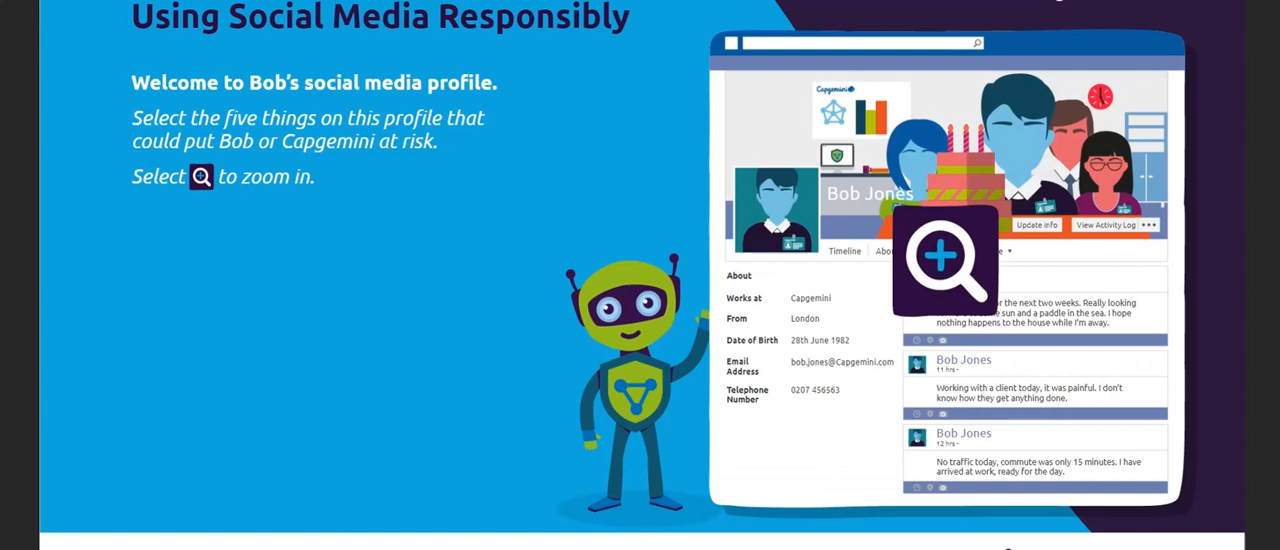 Using Social Media Responsibly
Welcome to Bob's social media profile.
Select the five things on this profile that
could put Bob or Capgemini at risk.
Select to zoom in.
Capgemini
Bob Jones
Update info
View Activity Log
Timeline
About
Works at Capgemini
From London
Date of Birth 28th June 1982
Email bob.jones@Capgemini.com
Address
Telephone 0207 456563
Number
for the next two weeks. Really looking
sun and a paddle in the sea. I hope
nothing happens to the house while I'm away.
Bob Jones
11 hrs -
Working with a client today, it was painful. I don't
know how they get anything done.
Bob Jones
12 hrs -
No traffic today, commute was only 15 minutes. I have
arrived at work, ready for the day.